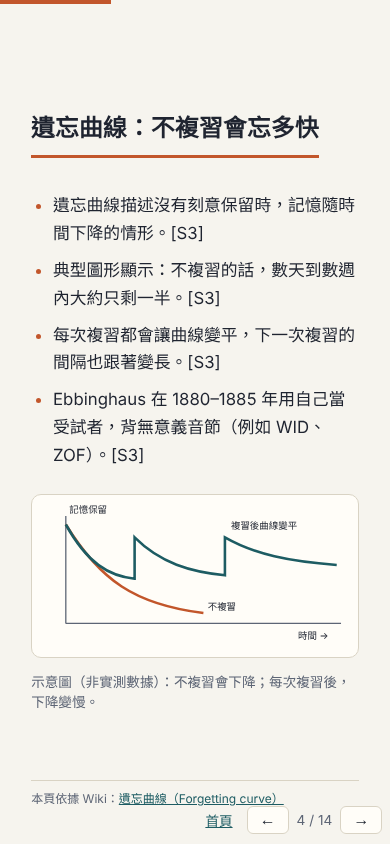 遺忘曲線：不複習會忘多快
遺忘曲線描述沒有刻意保留時，記憶隨時
間下降的情形。[S3]
典型圖形顯示：不複習的話，數天到數週
內大約只剩一半。[S3]
每次複習都會讓曲線變平，下一次複習的
間隔也跟著變長。[S3]
Ebbinghaus 在 1880–1885 年用自己當
受試者，背無意義音節（例如 WID、
ZOF）。[S3]
記憶保留
複習後曲線變平
不複習
時間 →
示意圖（非實測數據）：不複習會下降；每次複習後，
下降變慢。
本頁依據 Wiki：遺忘曲線（Forgetting curve）
首頁 ← 4 / 14 →